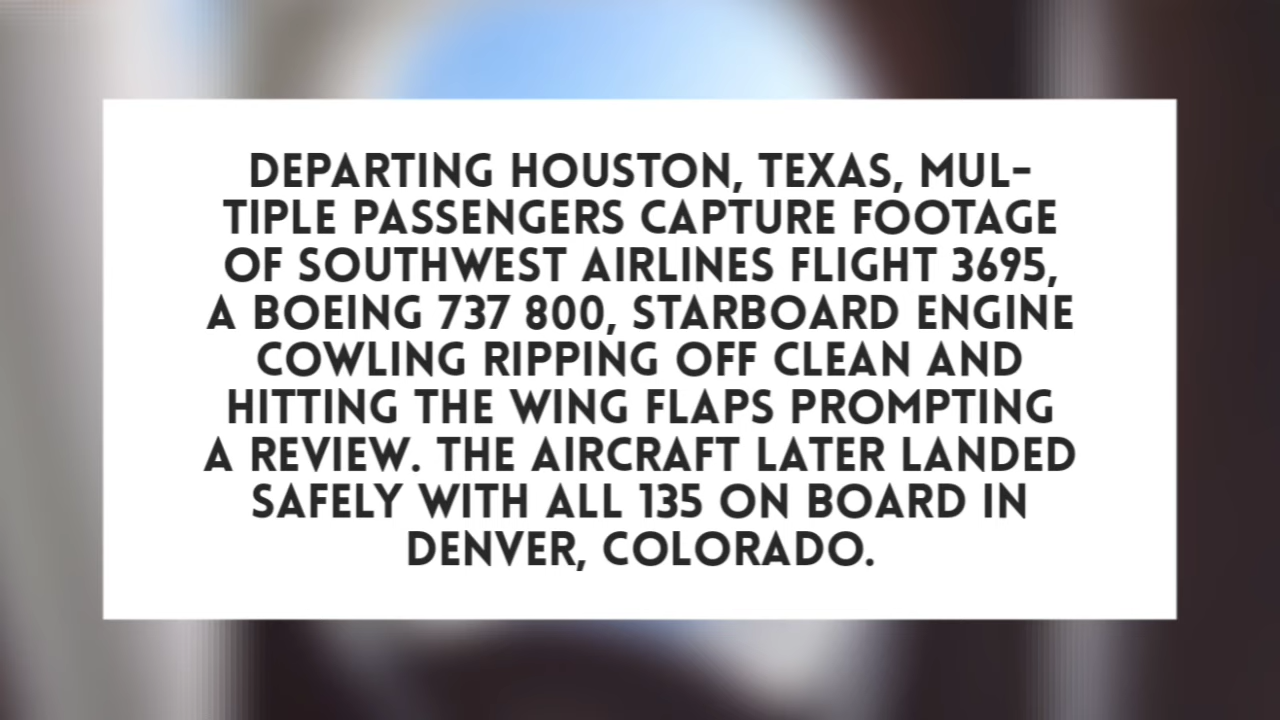 DEPARTING HOUSTON, TEXAS, MUL-
TIPLE PASSENGERS CAPTURE FOOTAGE
OF SOUTHWEST AIRLINES FLIGHT 3695,
A BOEING 737 800, STARBOARD ENGINE
COWLING RIPPING OFF CLEAN AND
HITTING THE WING FLAPS PROMPTING
A REVIEW. THE AIRCRAFT LATER LANDED
SAFELY WITH ALL 135 ON BOARD IN
DENVER, COLORADO.